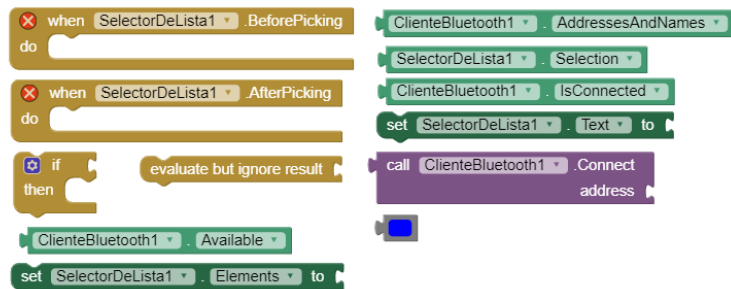 when SelectorDeLista1 .BeforePicking
do
when SelectorDeLista1 .AfterPicking
do
if
then
evaluate but ignore result
ClienteBluetooth1 . Available
set SelectorDeLista1 . Elements to
ClienteBluetooth1 . AddressesAndNames
SelectorDeLista1 . Selection
ClienteBluetooth1 . IsConnected
set SelectorDeLista1 . Text to
call ClienteBluetooth1 .Connect
address